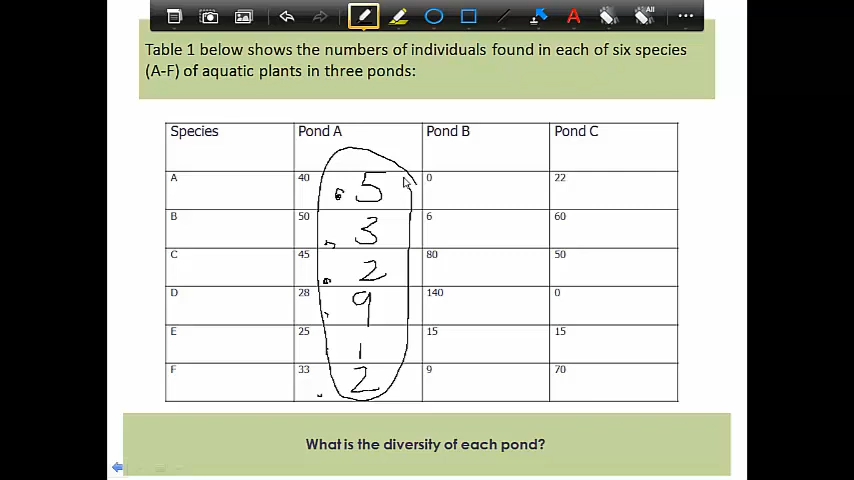 All
A
Table 1 below shows the numbers of individuals found in each of six species
(A-F) of aquatic plants in three ponds:
Species Pond A Pond B Pond C
A 40 5 0 22
B 50 3 6 60
C 45 2 80 50
D 28 9 140 0
E 25 1 15 15
F 33 2 9 70
What is the diversity of each pond?